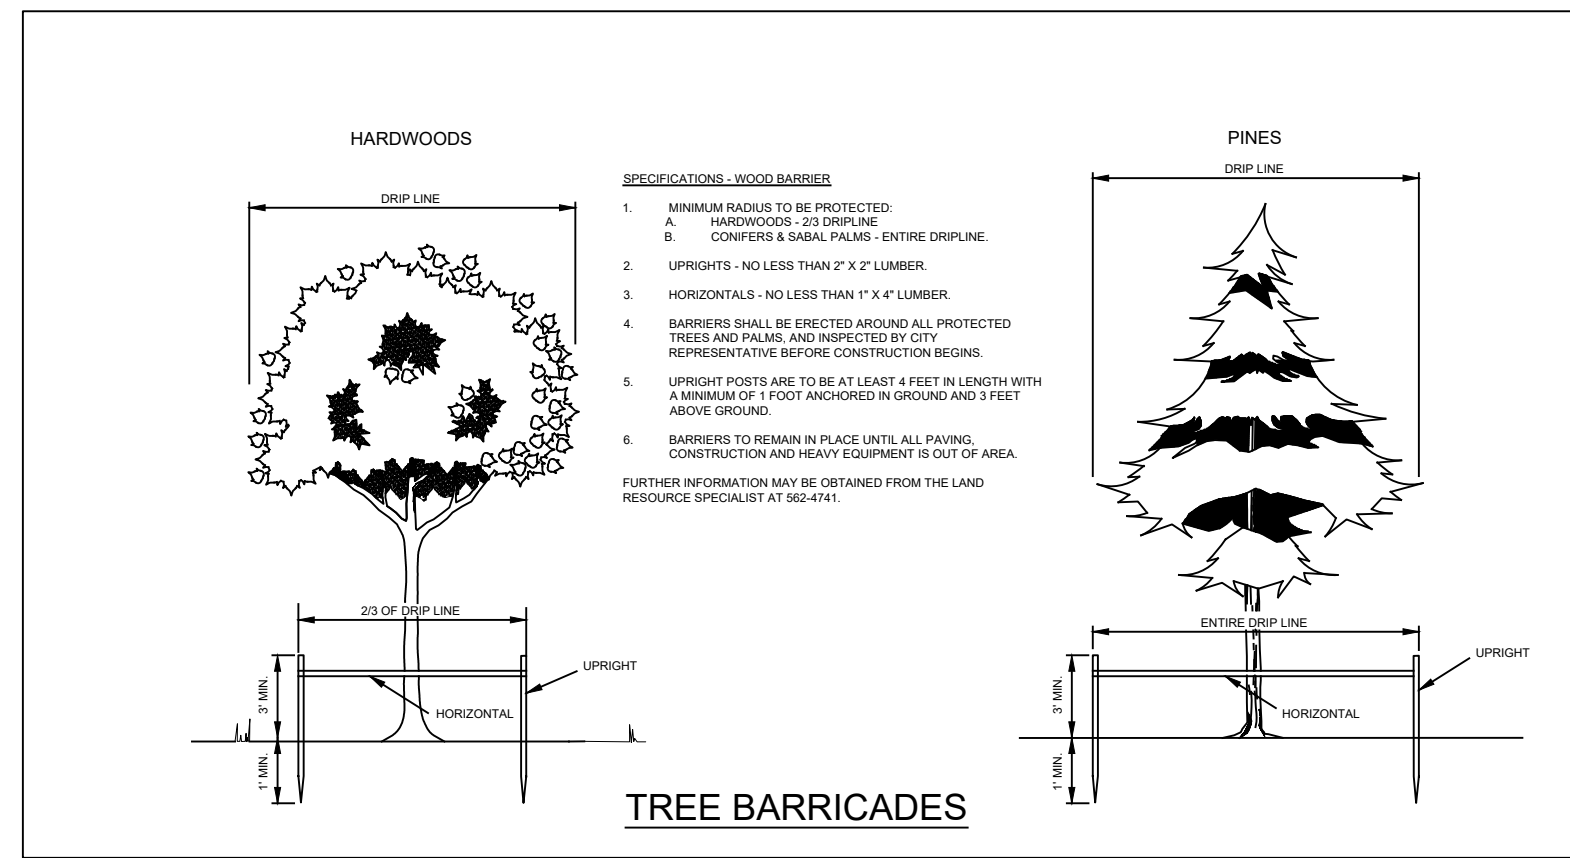 HARDWOODS
DRIP LINE
SPECIFICATIONS - WOOD BARRIER
1. MINIMUM RADIUS TO BE PROTECTED:
A. HARDWOODS - 2/3 DRIPLINE
B. CONIFERS & SABAL PALMS - ENTIRE DRIPLINE.
2. UPRIGHTS - NO LESS THAN 2" X 2" LUMBER.
3. HORIZONTALS - NO LESS THAN 1" X 4" LUMBER.
4. BARRIERS SHALL BE ERECTED AROUND ALL PROTECTED
TREES AND PALMS, AND INSPECTED BY CITY
REPRESENTATIVE BEFORE CONSTRUCTION BEGINS.
5. UPRIGHT POSTS ARE TO BE AT LEAST 4 FEET IN LENGTH WITH
A MINIMUM OF 1 FOOT ANCHORED IN GROUND AND 3 FEET
ABOVE GROUND.
6. BARRIERS TO REMAIN IN PLACE UNTIL ALL PAVING,
CONSTRUCTION AND HEAVY EQUIPMENT IS OUT OF AREA.
FURTHER INFORMATION MAY BE OBTAINED FROM THE LAND
RESOURCE SPECIALIST AT 562-4741.
PINES
DRIP LINE
2/3 OF DRIP LINE
UPRIGHT
3' MIN.
HORIZONTAL
1' MIN.
ENTIRE DRIP LINE
UPRIGHT
3' MIN.
HORIZONTAL
1' MIN.
TREE BARRICADES